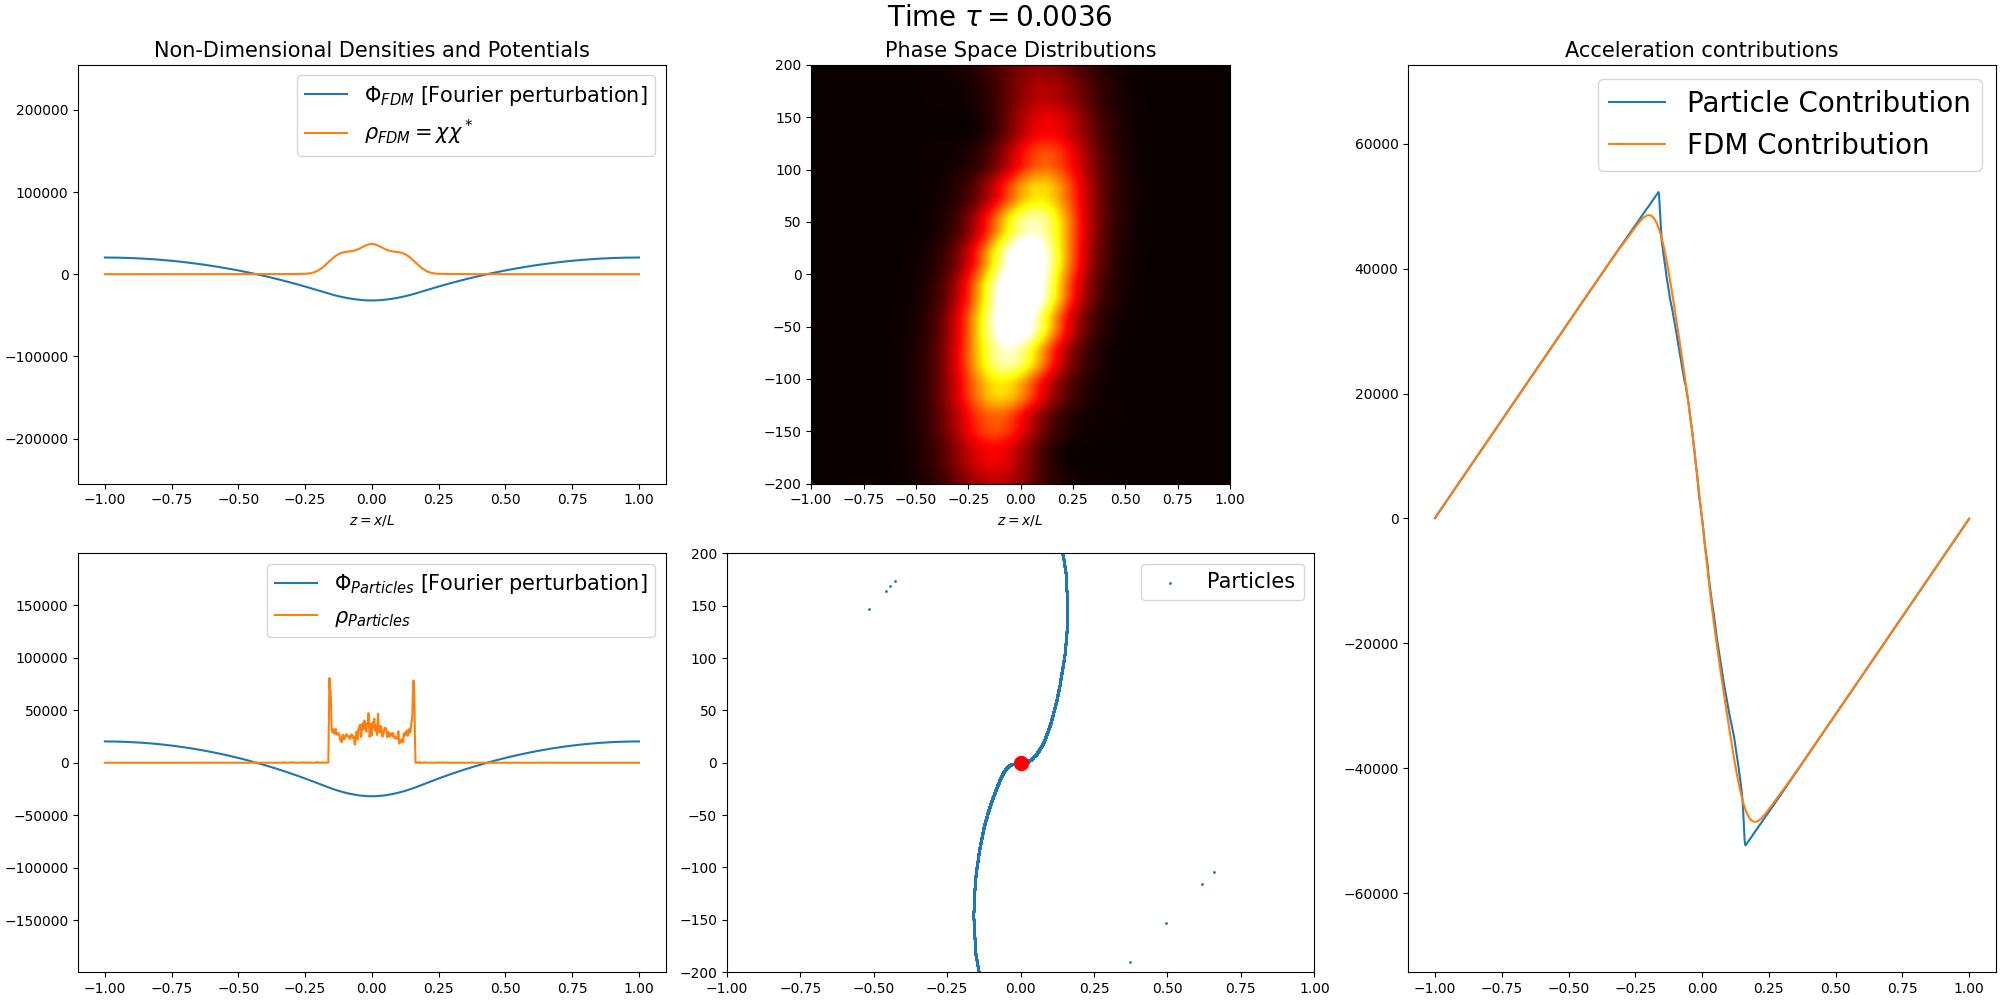 Time τ = 0.0036
Non-Dimensional Densities and Potentials
Φ_FDM [Fourier perturbation]
ρ_FDM = χχ*
200000
100000
0
−100000
−200000
−1.00 −0.75 −0.50 −0.25 0.00 0.25 0.50 0.75 1.00
z = x/L
Phase Space Distributions
200
150
100
50
0
−50
−100
−150
−200
−1.00 −0.75 −0.50 −0.25 0.00 0.25 0.50 0.75 1.00
z = x/L
Acceleration contributions
Particle Contribution
FDM Contribution
60000
40000
20000
0
−20000
−40000
−60000
−1.00 −0.75 −0.50 −0.25 0.00 0.25 0.50 0.75 1.00
Φ_Particles [Fourier perturbation]
ρ_Particles
150000
100000
50000
0
−50000
−100000
−150000
−1.00 −0.75 −0.50 −0.25 0.00 0.25 0.50 0.75 1.00
Particles
200
150
100
50
0
−50
−100
−150
−200
−1.00 −0.75 −0.50 −0.25 0.00 0.25 0.50 0.75 1.00